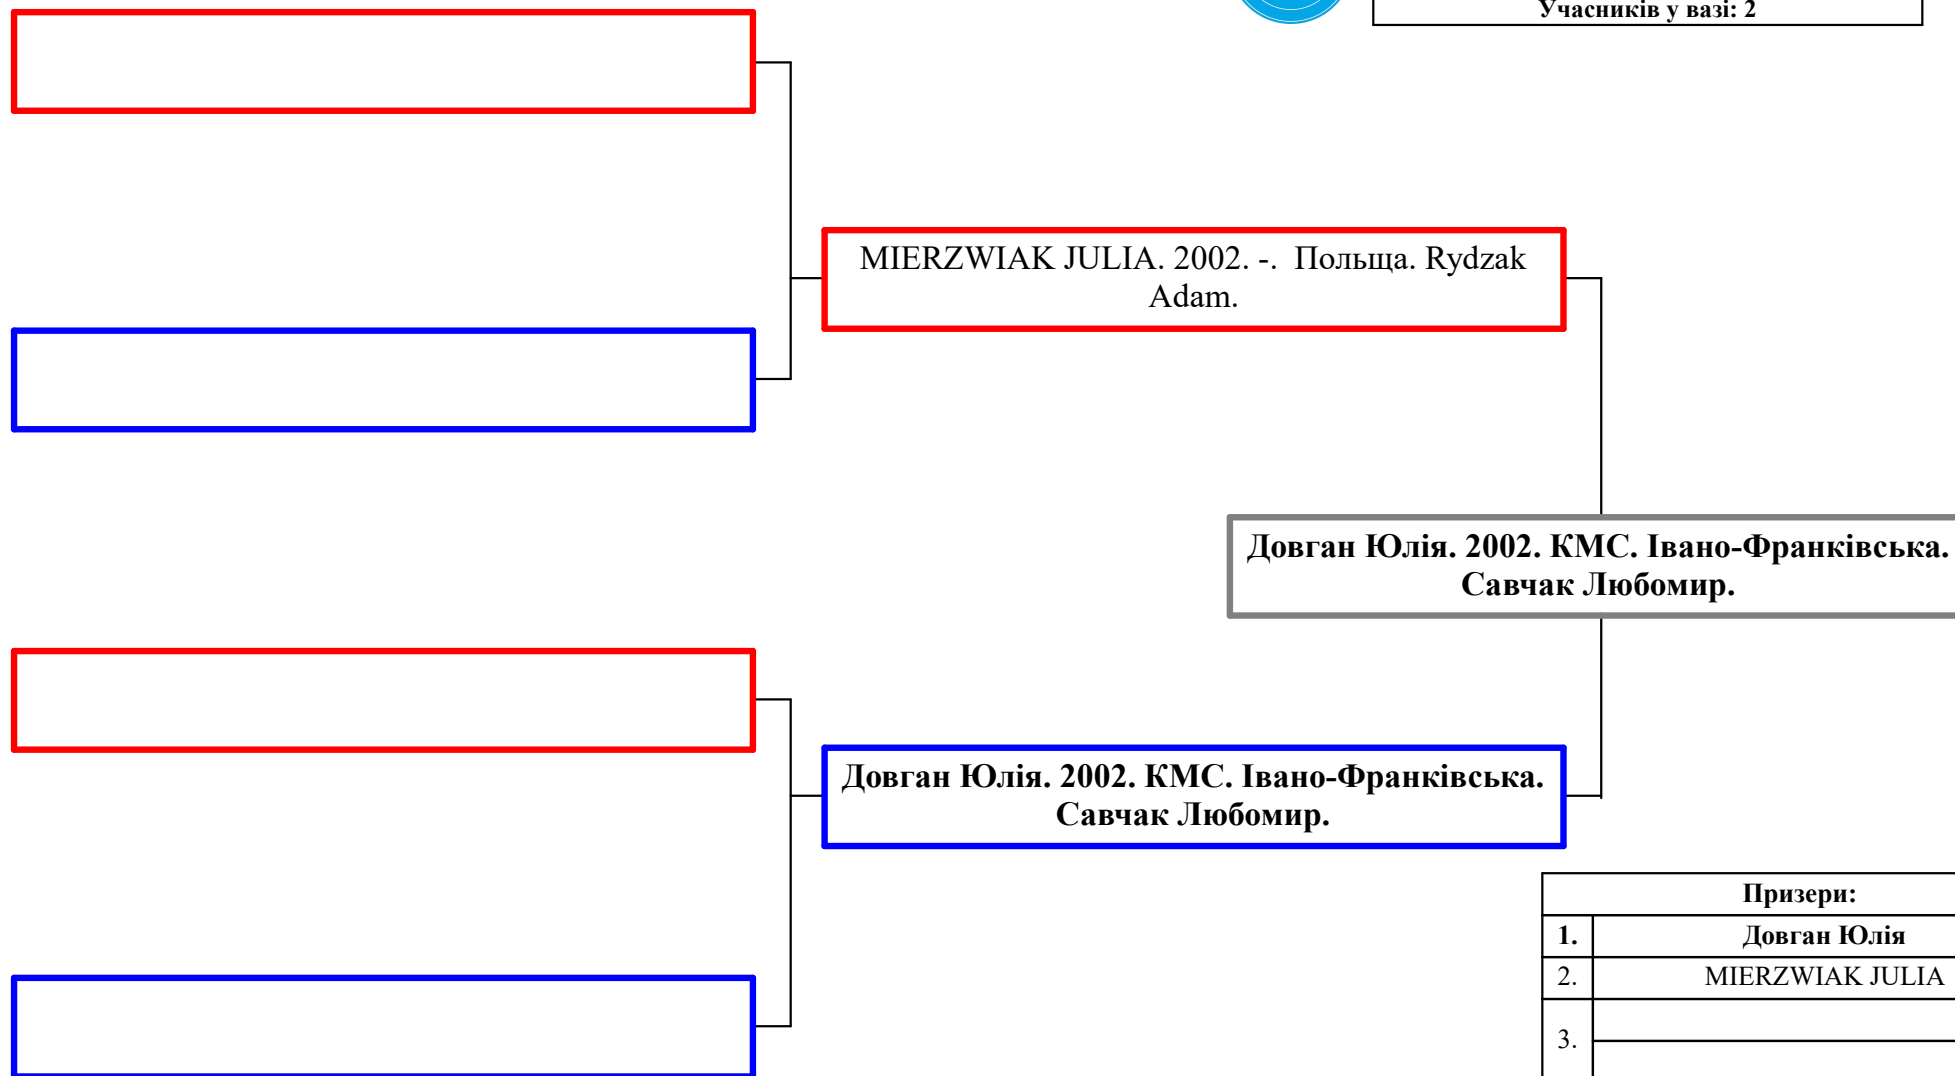 Учасників у вазі: 2
MIERZWIAK JULIA. 2002. -. Польща. Rydzak
Adam.
Довган Юлія. 2002. КМС. Івано-Франківська.
Савчак Любомир.
Довган Юлія. 2002. КМС. Івано-Франківська.
Савчак Любомир.
Призери:
1. Довган Юлія
2. MIERZWIAK JULIA
3.